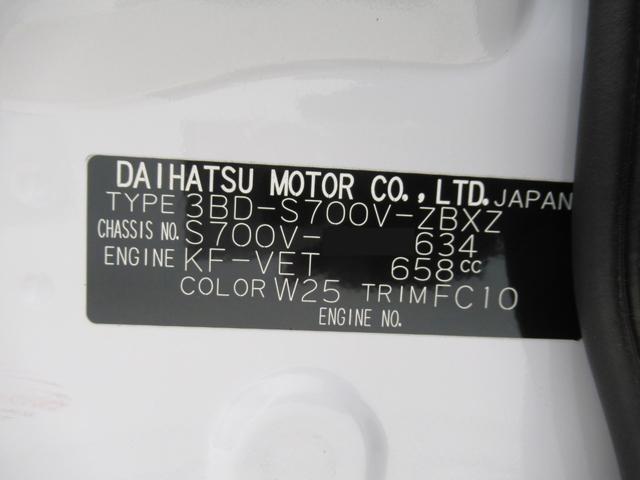 DAIHATSU MOTOR CO.,LTD. JAPAN
TYPE 3BD-S700V-ZBXZ
CHASSIS NO. S700V- 634
ENGINE KF-VET 658cc
COLOR W25 TRIM FC10
ENGINE NO.